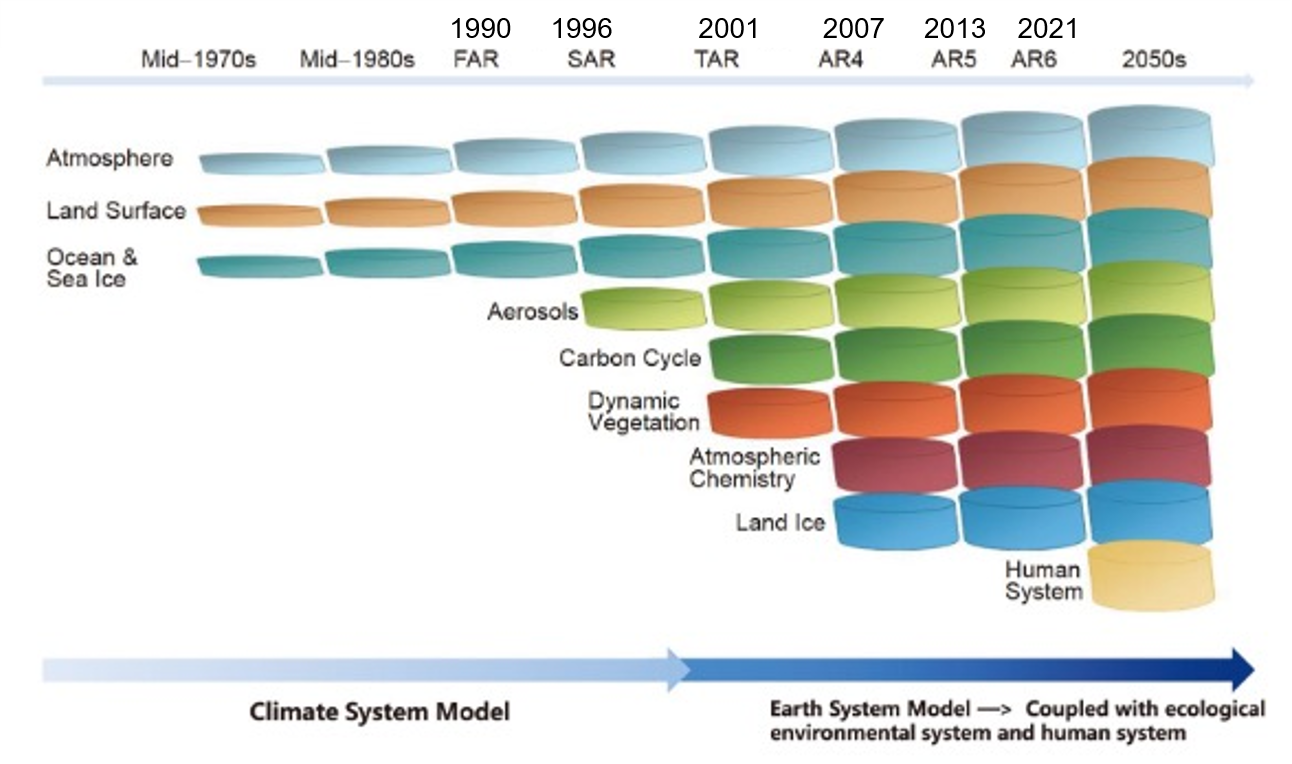 1990 1996 2001 2007 2013 2021
Mid–1970s Mid–1980s FAR SAR TAR AR4 AR5 AR6 2050s
Atmosphere
Land Surface
Ocean &
Sea Ice
Aerosols
Carbon Cycle
Dynamic
Vegetation
Atmospheric
Chemistry
Land Ice
Human
System
Climate System Model
Earth System Model —> Coupled with ecological
environmental system and human system